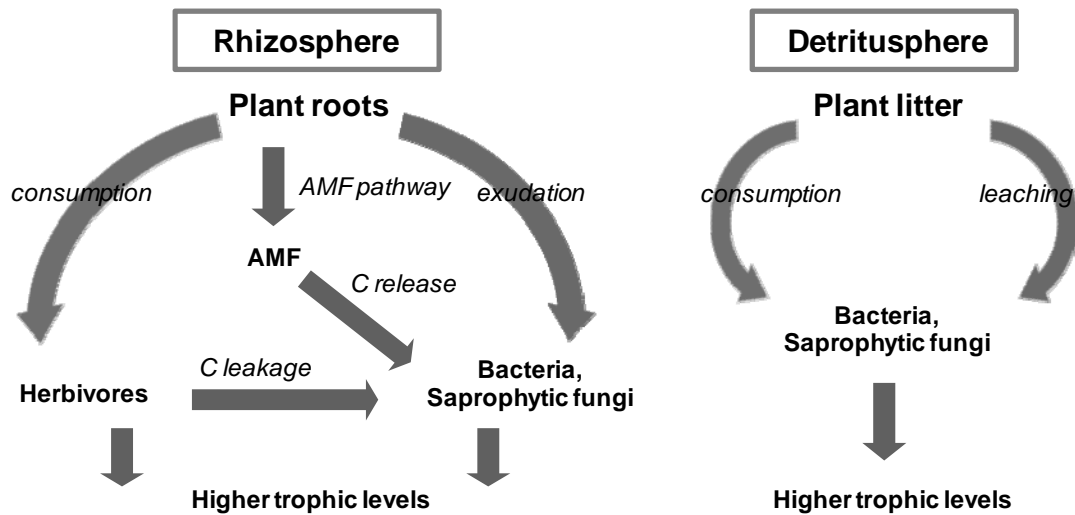 Rhizosphere
Plant roots
consumption
AMF pathway
exudation
AMF
C release
C leakage
Herbivores
Bacteria,
Saprophytic fungi
Higher trophic levels
Detritusphere
Plant litter
consumption
leaching
Bacteria,
Saprophytic fungi
Higher trophic levels